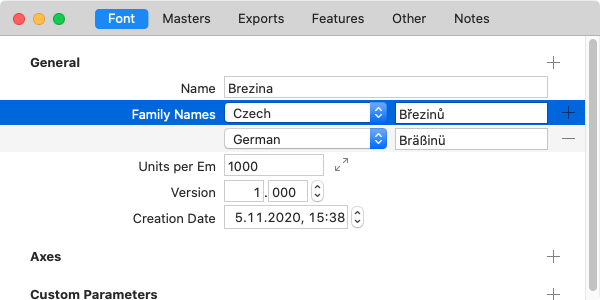 Font Masters Exports Features Other Notes
General
Name Brezina
Family Names Czech Březinů
German Bräßinü
Units per Em 1000
Version 1.000
Creation Date 5.11.2020, 15:38
Axes
Custom Parameters